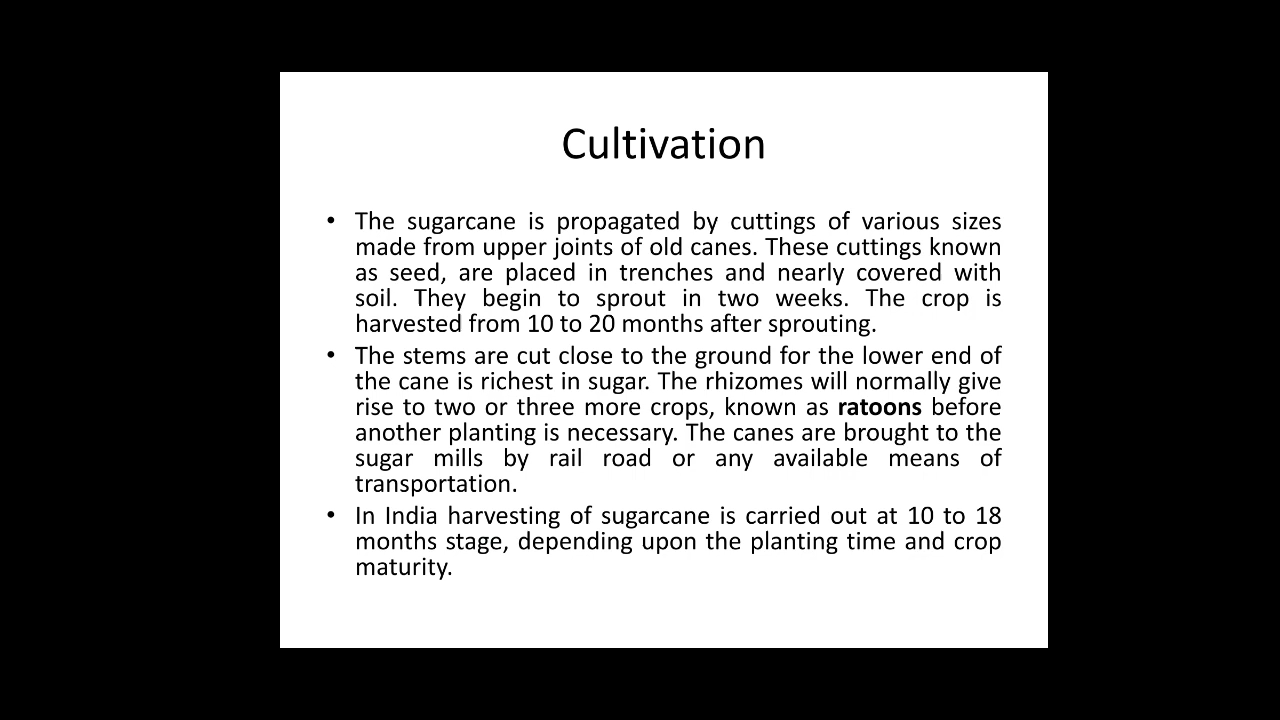 Cultivation
• The sugarcane is propagated by cuttings of various sizes
made from upper joints of old canes. These cuttings known
as seed, are placed in trenches and nearly covered with
soil. They begin to sprout in two weeks. The crop is
harvested from 10 to 20 months after sprouting.
• The stems are cut close to the ground for the lower end of
the cane is richest in sugar. The rhizomes will normally give
rise to two or three more crops, known as ratoons before
another planting is necessary. The canes are brought to the
sugar mills by rail road or any available means of
transportation.
• In India harvesting of sugarcane is carried out at 10 to 18
months stage, depending upon the planting time and crop
maturity.